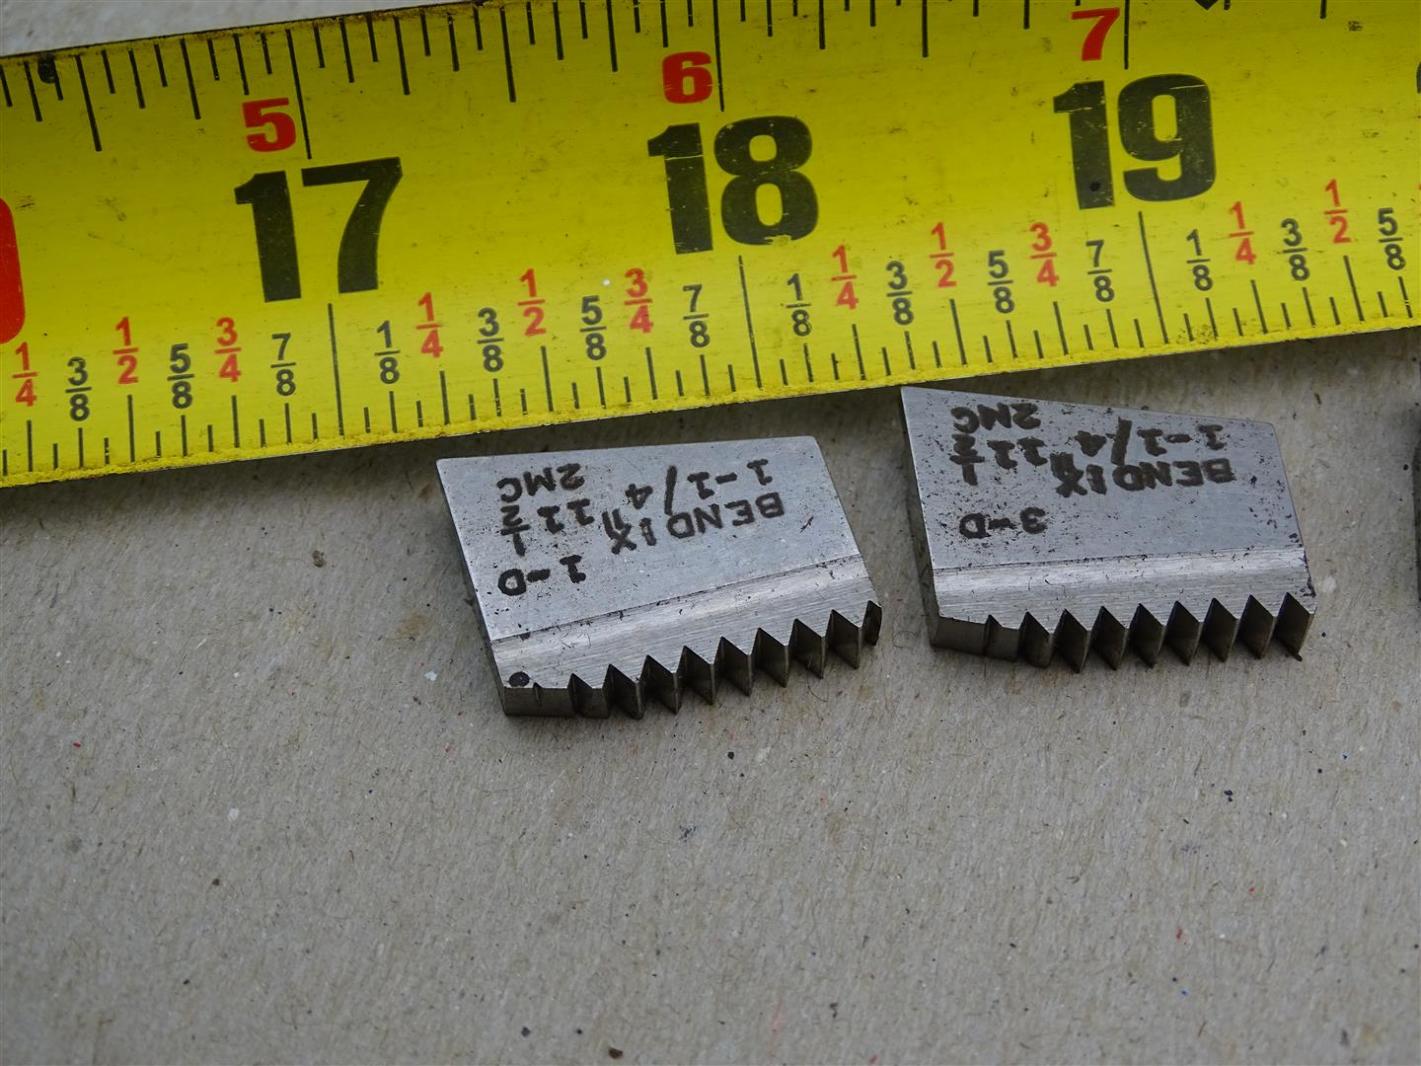 5 6 7
17 18 19
1/4 3/8 1/2 5/8 3/4 7/8 1/8 1/4 3/8 1/2 5/8 3/4 7/8 1/8 1/4 3/8 1/2 5/8 3/4 7/8 1/8 1/4 3/8 1/2 5/8
1-D
BENDIX
1-1/4" 11 1/2
2MC
3-D
BENDIX
1-1/4" 11 1/2
2MC